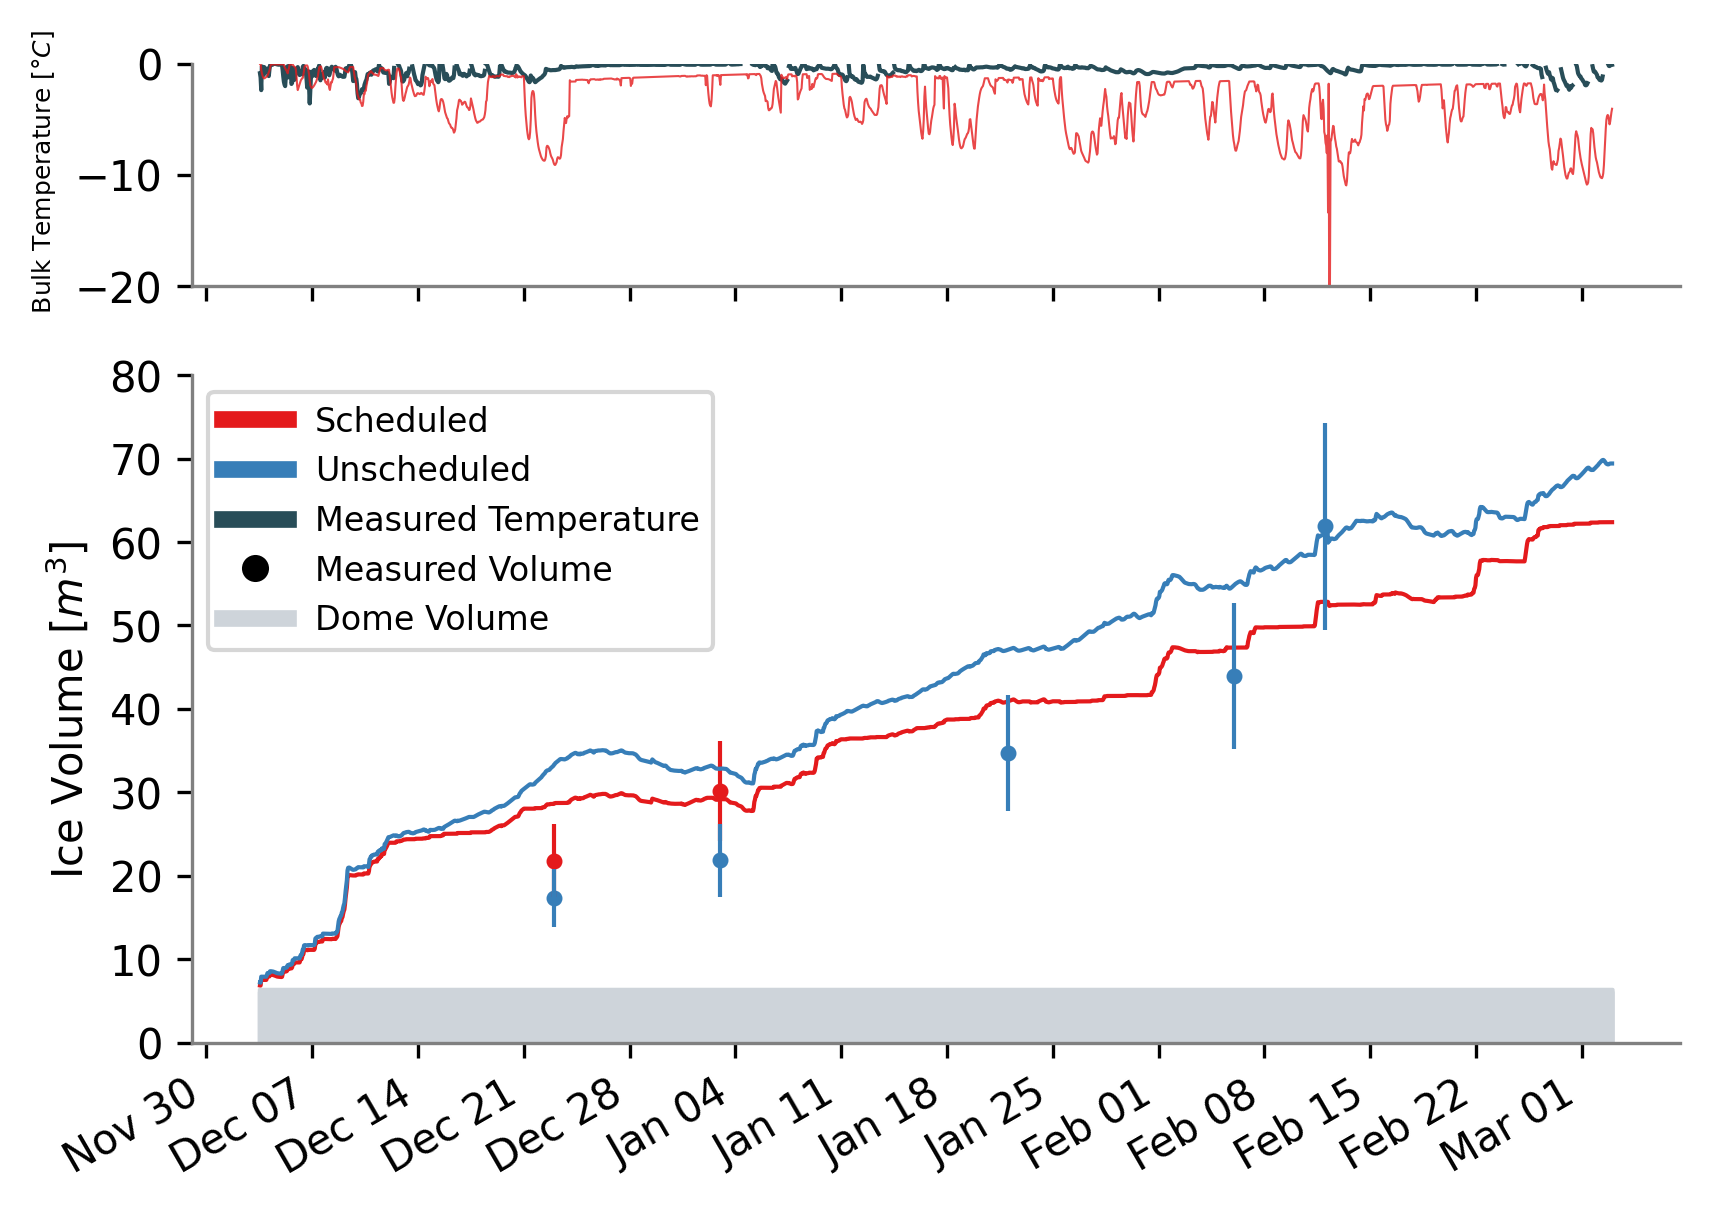 Bulk Temperature [°C]
0
−10
−20
Ice Volume [m³]
80
70
60
50
40
30
20
10
0
Scheduled
Unscheduled
Measured Temperature
Measured Volume
Dome Volume
Nov 30
Dec 07
Dec 14
Dec 21
Dec 28
Jan 04
Jan 11
Jan 18
Jan 25
Feb 01
Feb 08
Feb 15
Feb 22
Mar 01